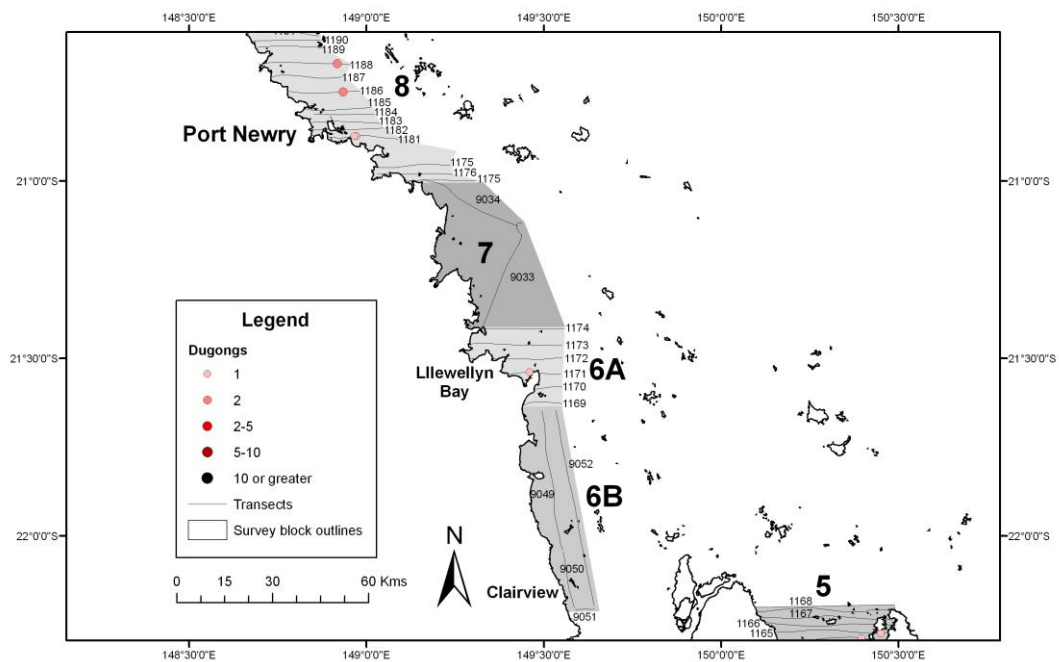 148°30'0"E
149°0'0"E
149°30'0"E
150°0'0"E
150°30'0"E
1190
1189
1188
1187
1186
1185
1184
1183
1182
1181
8
Port Newry
1175
1176
1175
21°0'0"S
21°0'0"S
9034
7
9033
1174
1173
1172
1171
1170
1169
6A
Lllewellyn
Bay
21°30'0"S
21°30'0"S
9052
9049
6B
9050
9051
Clairview
22°0'0"S
22°0'0"S
5
1168
1167
1166
1165
Legend
Dugongs
1
2
2-5
5-10
10 or greater
Transects
Survey block outlines
N
0 15 30 60 Kms
148°30'0"E
149°0'0"E
149°30'0"E
150°0'0"E
150°30'0"E